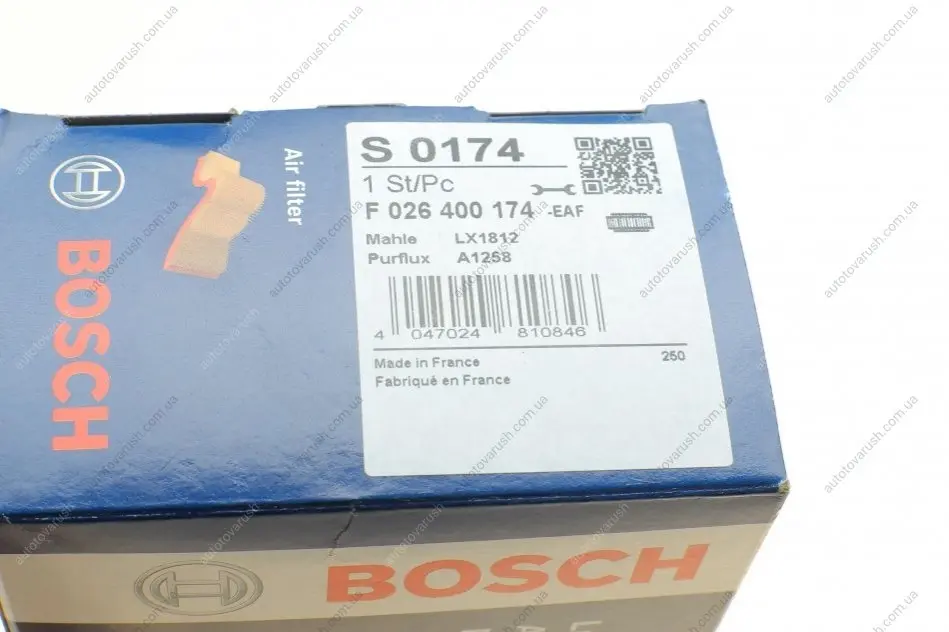 BOSCH
Air filter
S 0174
1 St/Pc
F 026 400 174 -EAF
Mahle LX1812
Purflux A1258
4 047024 810846
Made in France 250
Fabriqué en France
BOSCH
autotovarush.com.ua